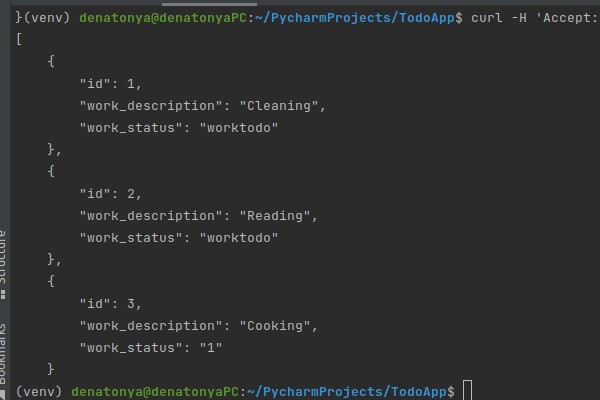 }(venv) denatonya@denatonyaPC:~/PycharmProjects/TodoApp$ curl -H 'Accept:
[
    {
        "id": 1,
        "work_description": "Cleaning",
        "work_status": "worktodo"
    },
    {
        "id": 2,
        "work_description": "Reading",
        "work_status": "worktodo"
    },
    {
        "id": 3,
        "work_description": "Cooking",
        "work_status": "1"
    }
(venv) denatonya@denatonyaPC:~/PycharmProjects/TodoApp$
Structure
Bookmarks